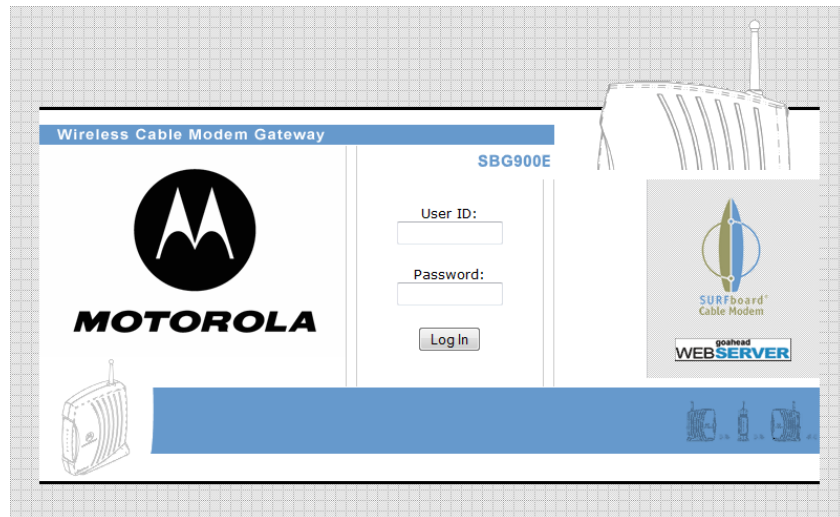 Wireless Cable Modem Gateway
SBG900E
MOTOROLA
User ID:
Password:
Log In
SURFboard®
Cable Modem
goahead
WEBSERVER